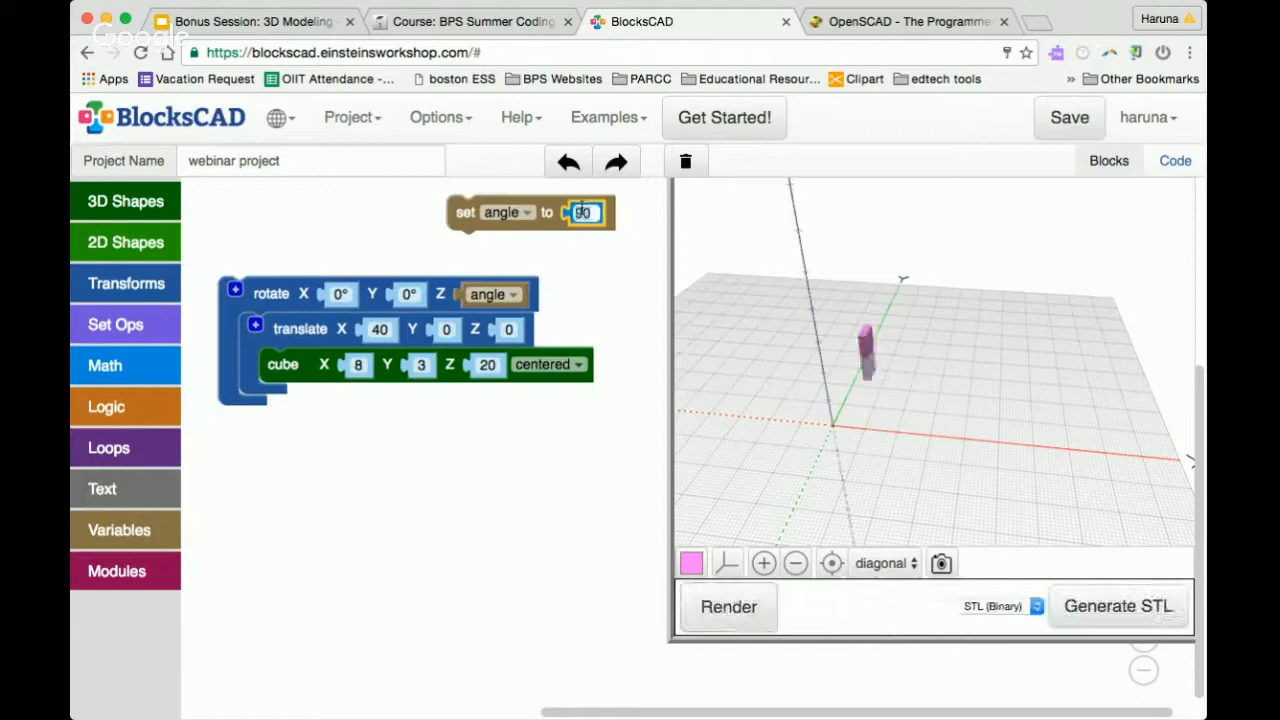 Bonus Session: 3D Modeling - × Course: BPS Summer Coding × BlocksCAD × OpenSCAD - The Programme × Haruna
Google
https://blockscad.einsteinsworkshop.com/#
Apps Vacation Request OIIT Attendance -... boston ESS BPS Websites PARCC Educational Resour... Clipart edtech tools » Other Bookmarks
BlocksCAD Project Options Help Examples Get Started! Save haruna
Project Name webinar project Blocks Code
3D Shapes
2D Shapes
Transforms
Set Ops
Math
Logic
Loops
Text
Variables
Modules
set angle to 90
+ rotate X 0° Y 0° Z angle
+ translate X 40 Y 0 Z 0
cube X 8 Y 3 Z 20 centered
Y
diagonal
Render STL (Binary) Generate STL